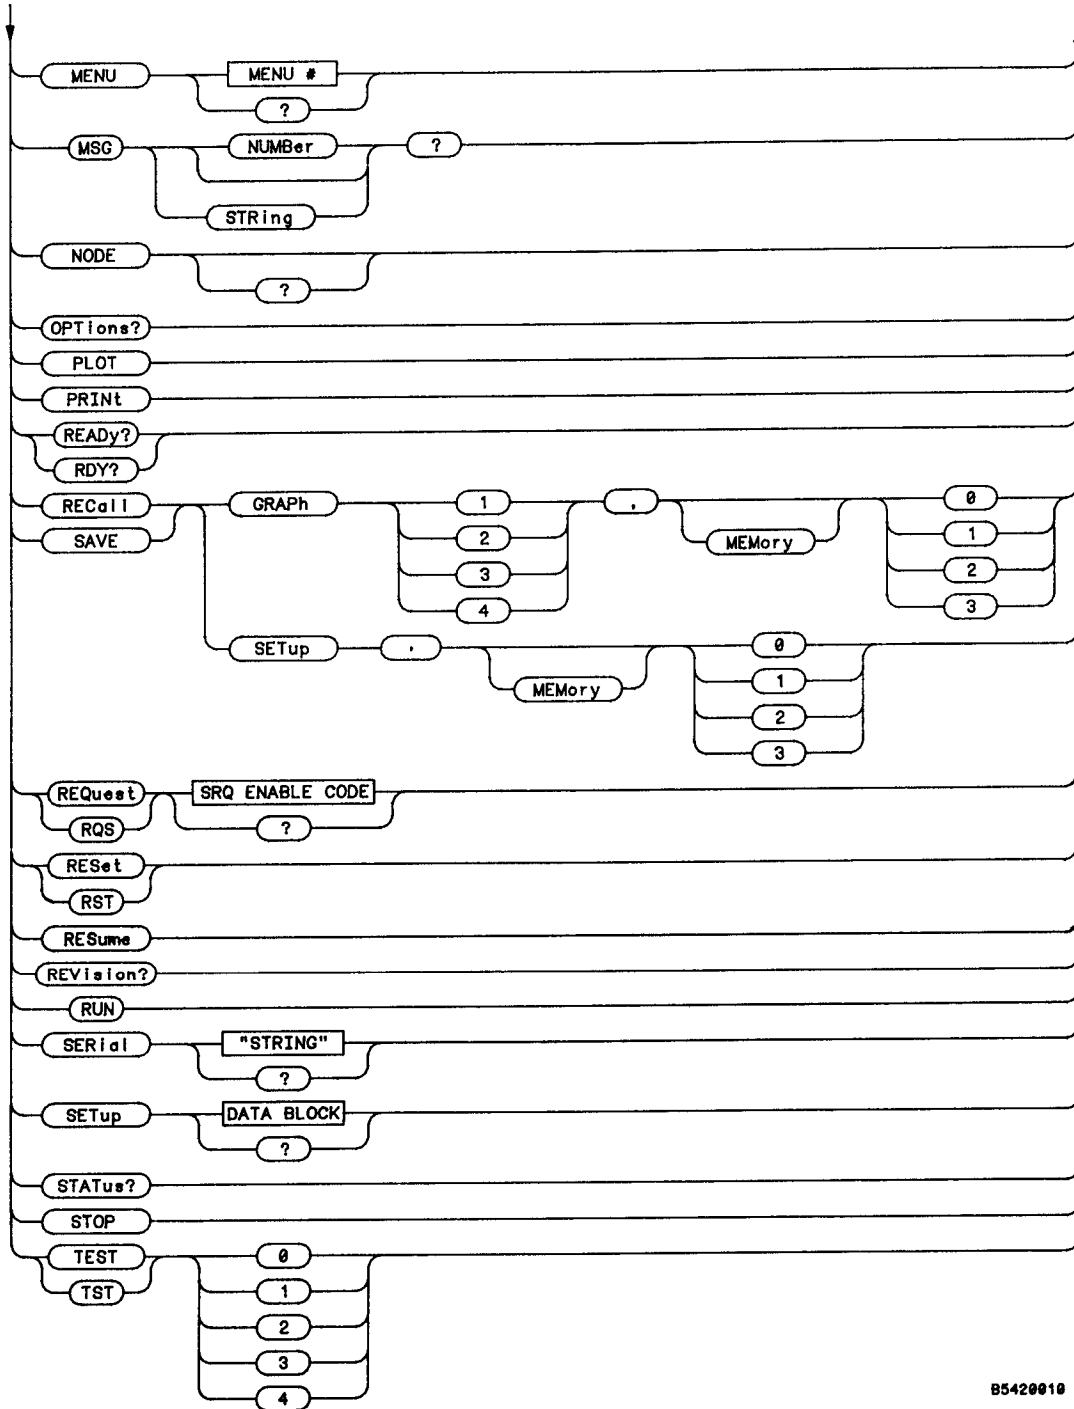 MENU MENU #
?
MSG NUMBer ?
STRing
NODE
?
OPTions?
PLOT
PRINt
READy?
RDY?
RECall GRAPh 1 , 0
SAVE 2 MEMory 1
3 2
4 3
SETup , 0
MEMory 1
2
3
REQuest SRQ ENABLE CODE
RQS ?
RESet
RST
RESume
REVision?
RUN
SERial "STRING"
?
SETup DATA BLOCK
?
STATus?
STOP
TEST 0
TST 1
2
3
4
B5420010